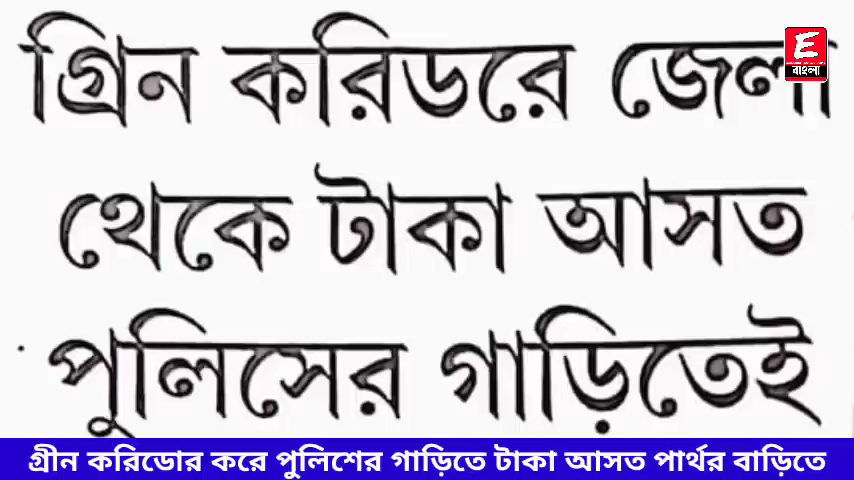 গ্রিন করিডরে জেলা
থেকে টাকা আসত
পুলিসের গাড়িতেই
E
বাংলা
গ্রীন করিডোর করে পুলিশের গাড়িতে টাকা আসত পার্থর বাড়িতে